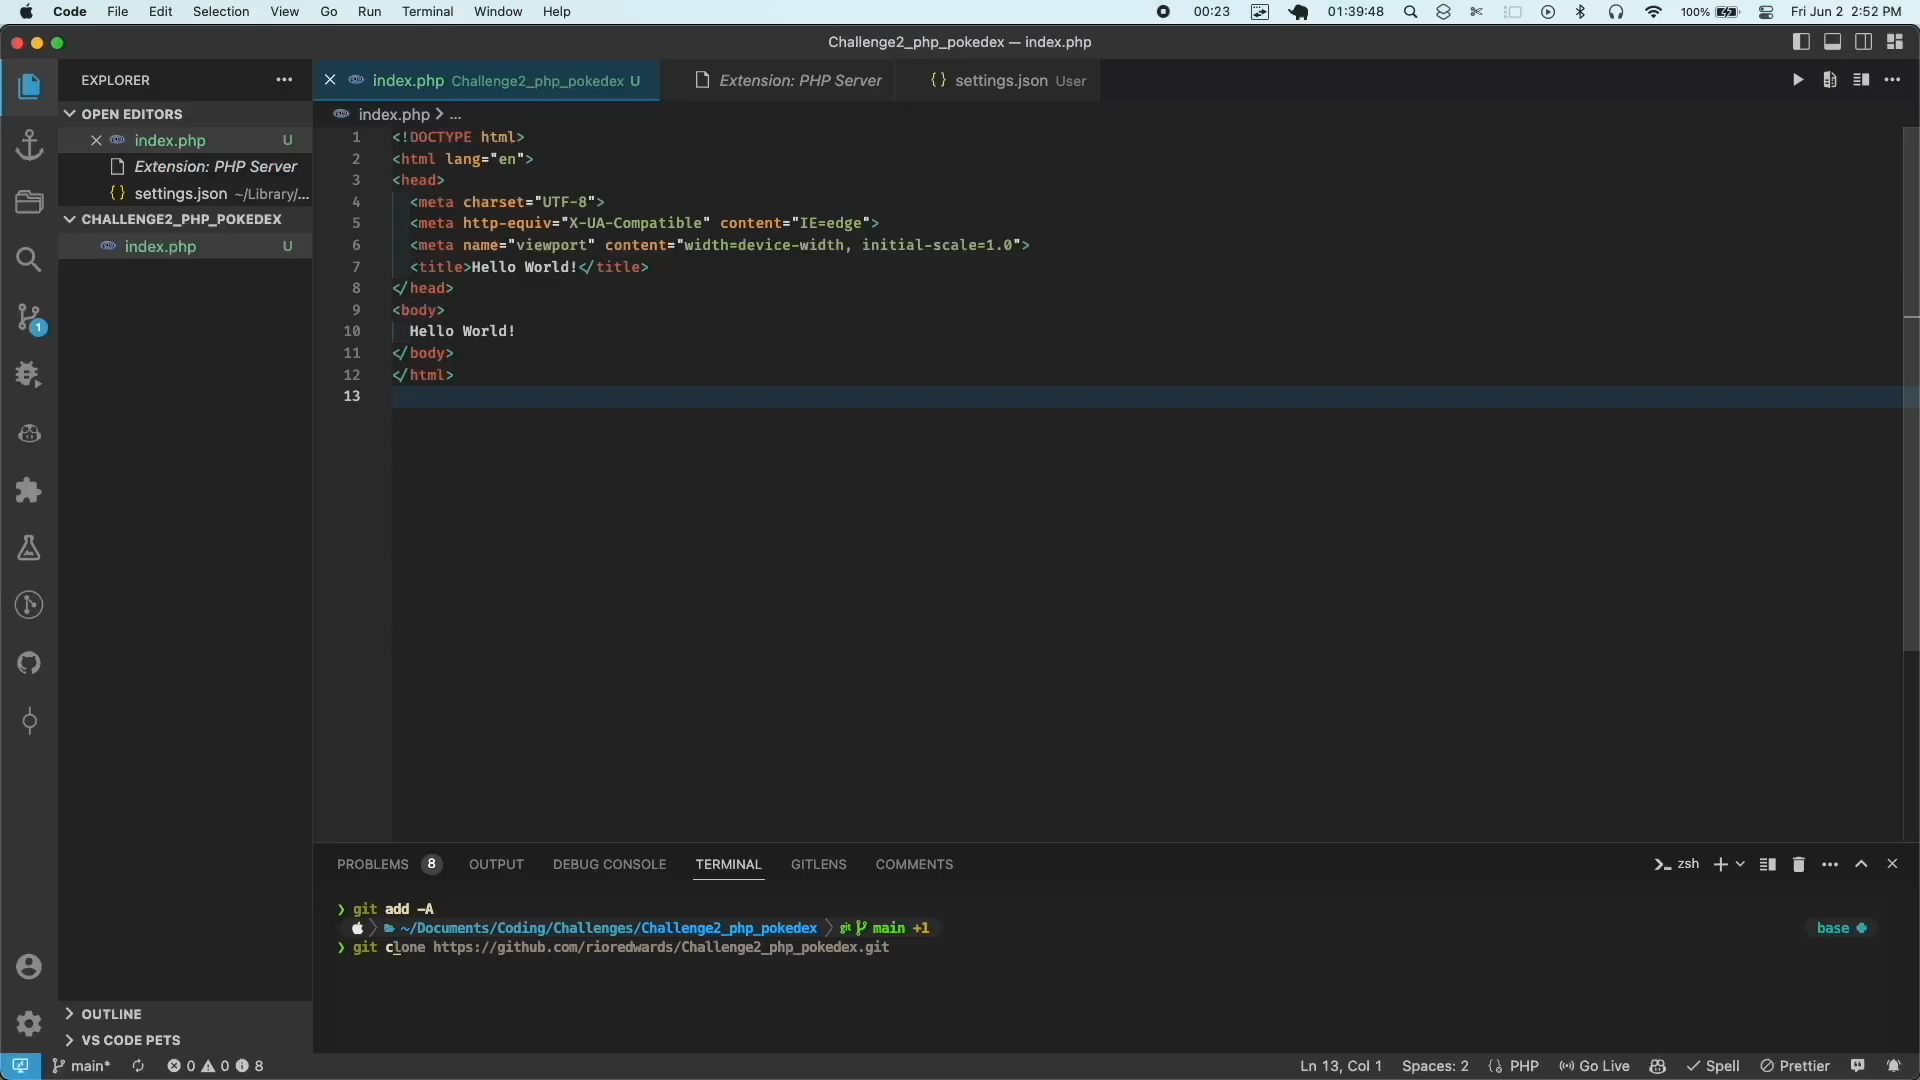 Code File Edit Selection View Go Run Terminal Window Help 00:23 01:39:48 100% Fri Jun 2 2:52 PM
Challenge2_php_pokedex — index.php
EXPLORER
OPEN EDITORS
index.php U
Extension: PHP Server
settings.json ~/Library/...
CHALLENGE2_PHP_POKEDEX
index.php U
1
OUTLINE
VS CODE PETS
index.php Challenge2_php_pokedex U Extension: PHP Server {} settings.json User
index.php > ...
1 <!DOCTYPE html>
2 <html lang="en">
3 <head>
4 <meta charset="UTF-8">
5 <meta http-equiv="X-UA-Compatible" content="IE=edge">
6 <meta name="viewport" content="width=device-width, initial-scale=1.0">
7 <title>Hello World!</title>
8 </head>
9 <body>
10 Hello World!
11 </body>
12 </html>
13
PROBLEMS 8 OUTPUT DEBUG CONSOLE TERMINAL GITLENS COMMENTS zsh
❯ git add -A
~/Documents/Coding/Challenges/Challenge2_php_pokedex git main +1 base
❯ git clone https://github.com/rioredwards/Challenge2_php_pokedex.git
main* 0 0 8 Ln 13, Col 1 Spaces: 2 PHP Go Live Spell Prettier